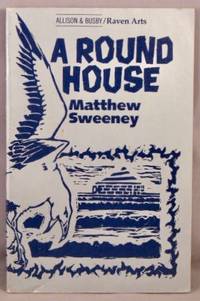 ALLISON & BUSBY/Raven Arts
A ROUND
HOUSE
Matthew
Sweeney